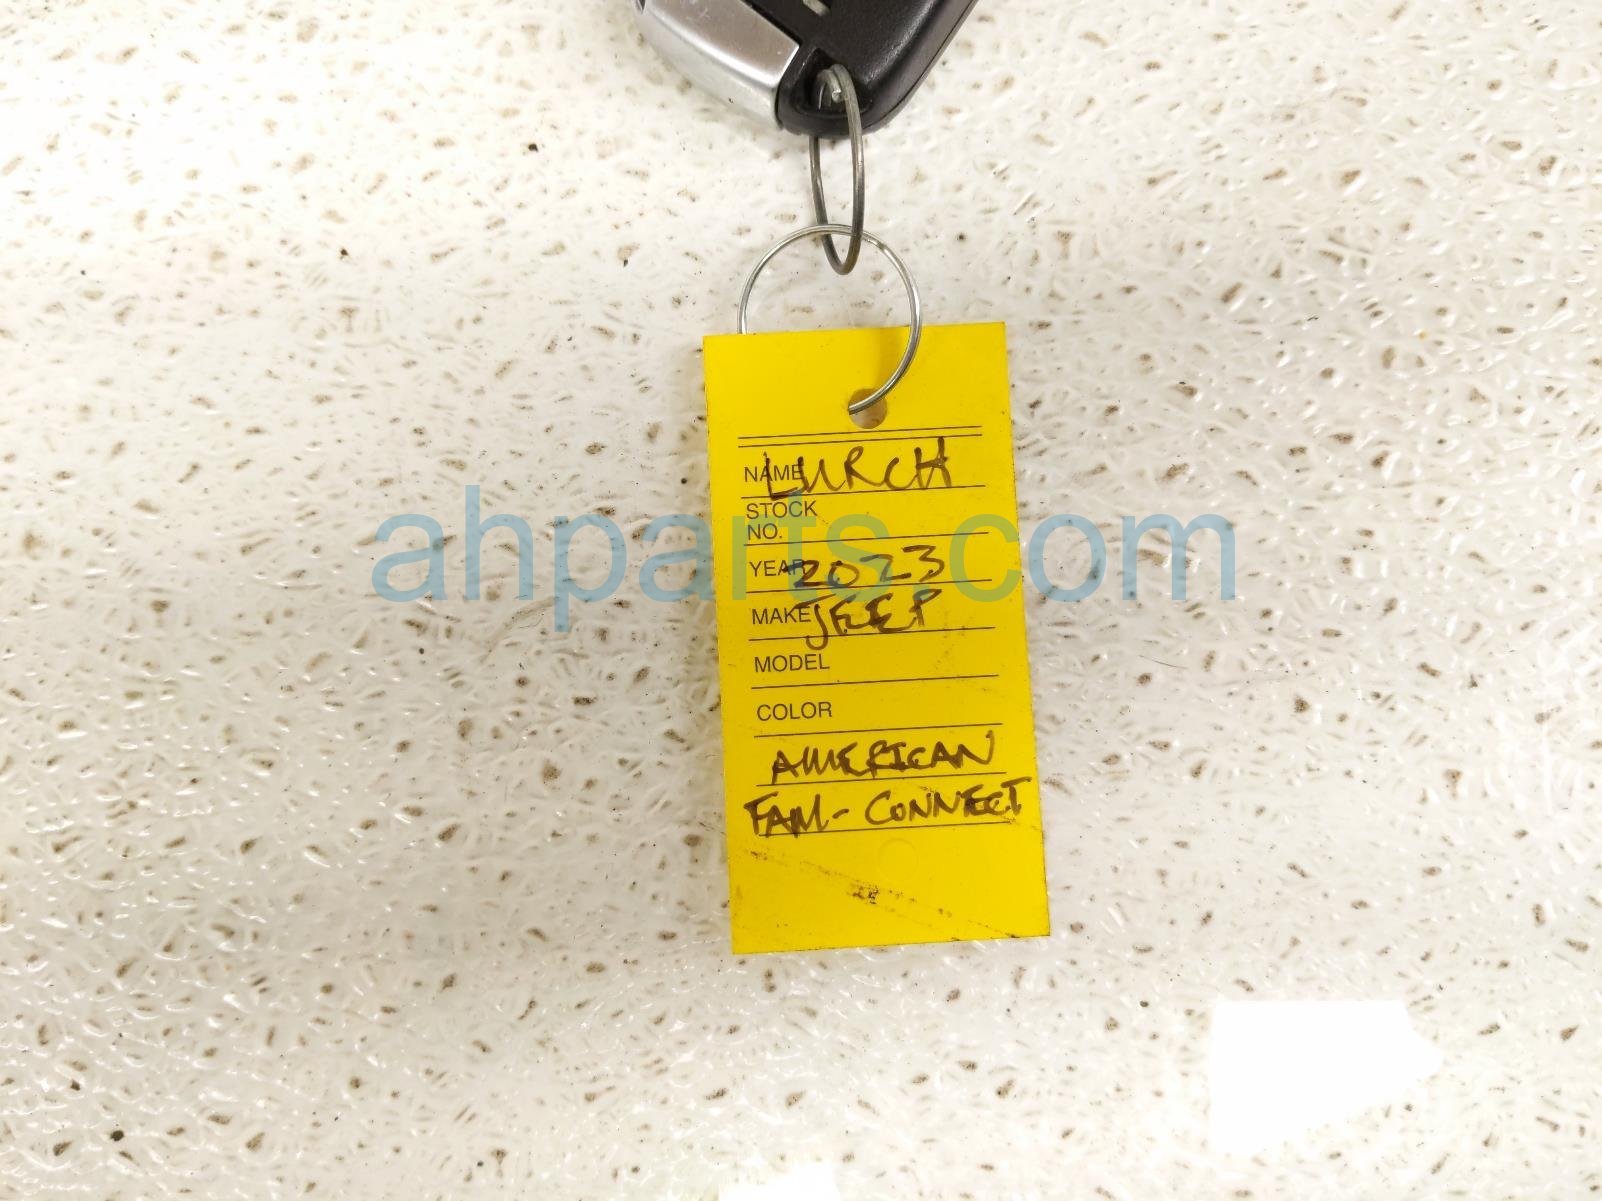 NAME LURCH
STOCK
NO.
ahparts.com
YEAR 2023
MAKE JEEP
MODEL
COLOR
AMERICAN
FAM- CONNECT